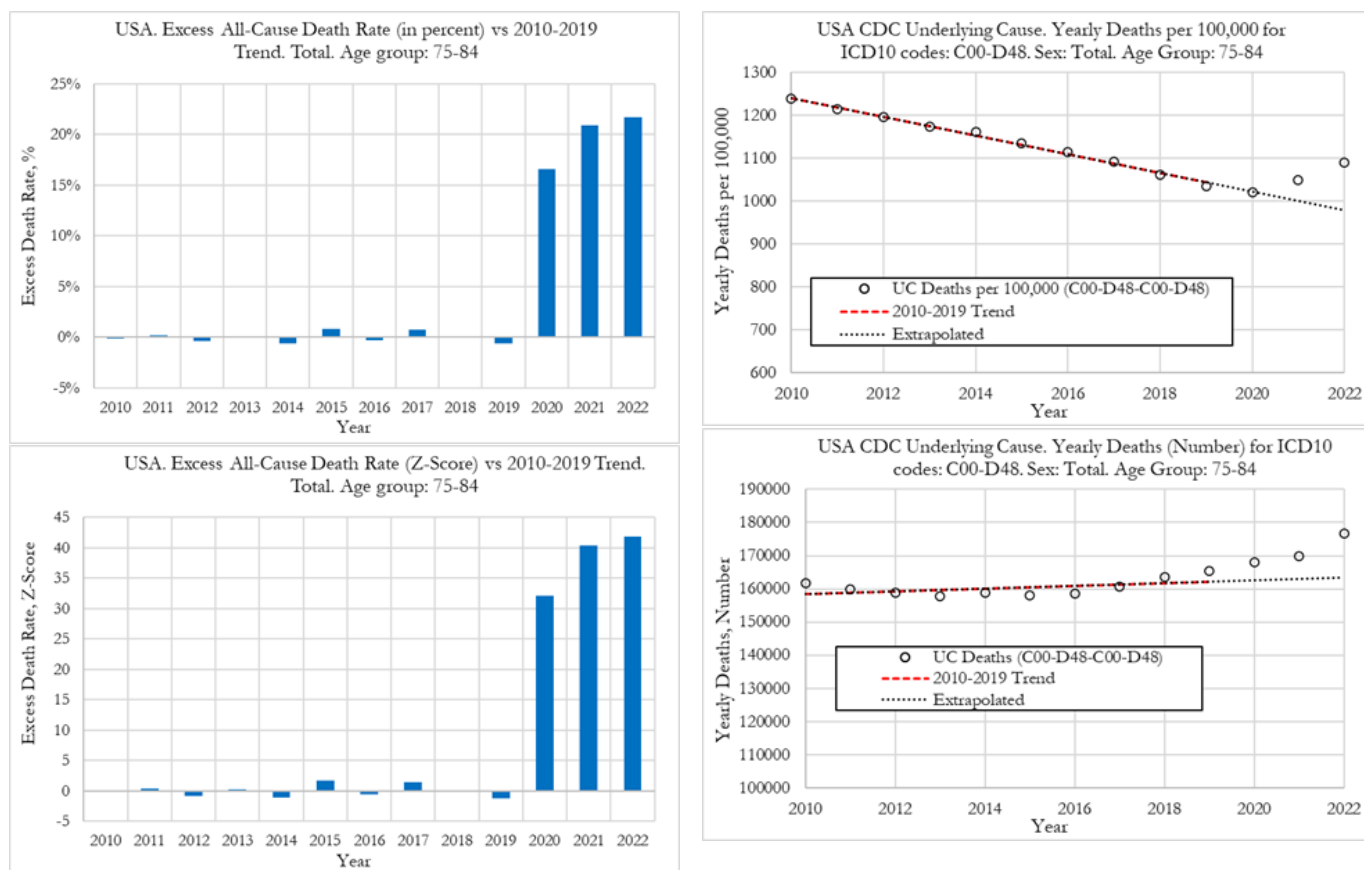 USA. Excess All-Cause Death Rate (in percent) vs 2010-2019
Trend. Total. Age group: 75-84
Excess Death Rate, %
25%
20%
15%
10%
5%
0%
-5%
2010 2011 2012 2013 2014 2015 2016 2017 2018 2019 2020 2021 2022
Year
USA CDC Underlying Cause. Yearly Deaths per 100,000 for
ICD10 codes: C00-D48. Sex: Total. Age Group: 75-84
Yearly Deaths per 100,000
1300
1200
1100
1000
900
800
700
600
UC Deaths per 100,000 (C00-D48-C00-D48)
2010-2019 Trend
Extrapolated
2010 2012 2014 2016 2018 2020 2022
Year
USA. Excess All-Cause Death Rate (Z-Score) vs 2010-2019 Trend.
Total. Age group: 75-84
Excess Death Rate, Z-Score
45
40
35
30
25
20
15
10
5
0
-5
2010 2011 2012 2013 2014 2015 2016 2017 2018 2019 2020 2021 2022
Year
USA CDC Underlying Cause. Yearly Deaths (Number) for ICD10
codes: C00-D48. Sex: Total. Age Group: 75-84
Yearly Deaths, Number
190000
180000
170000
160000
150000
140000
130000
120000
110000
100000
UC Deaths (C00-D48-C00-D48)
2010-2019 Trend
Extrapolated
2010 2012 2014 2016 2018 2020 2022
Year